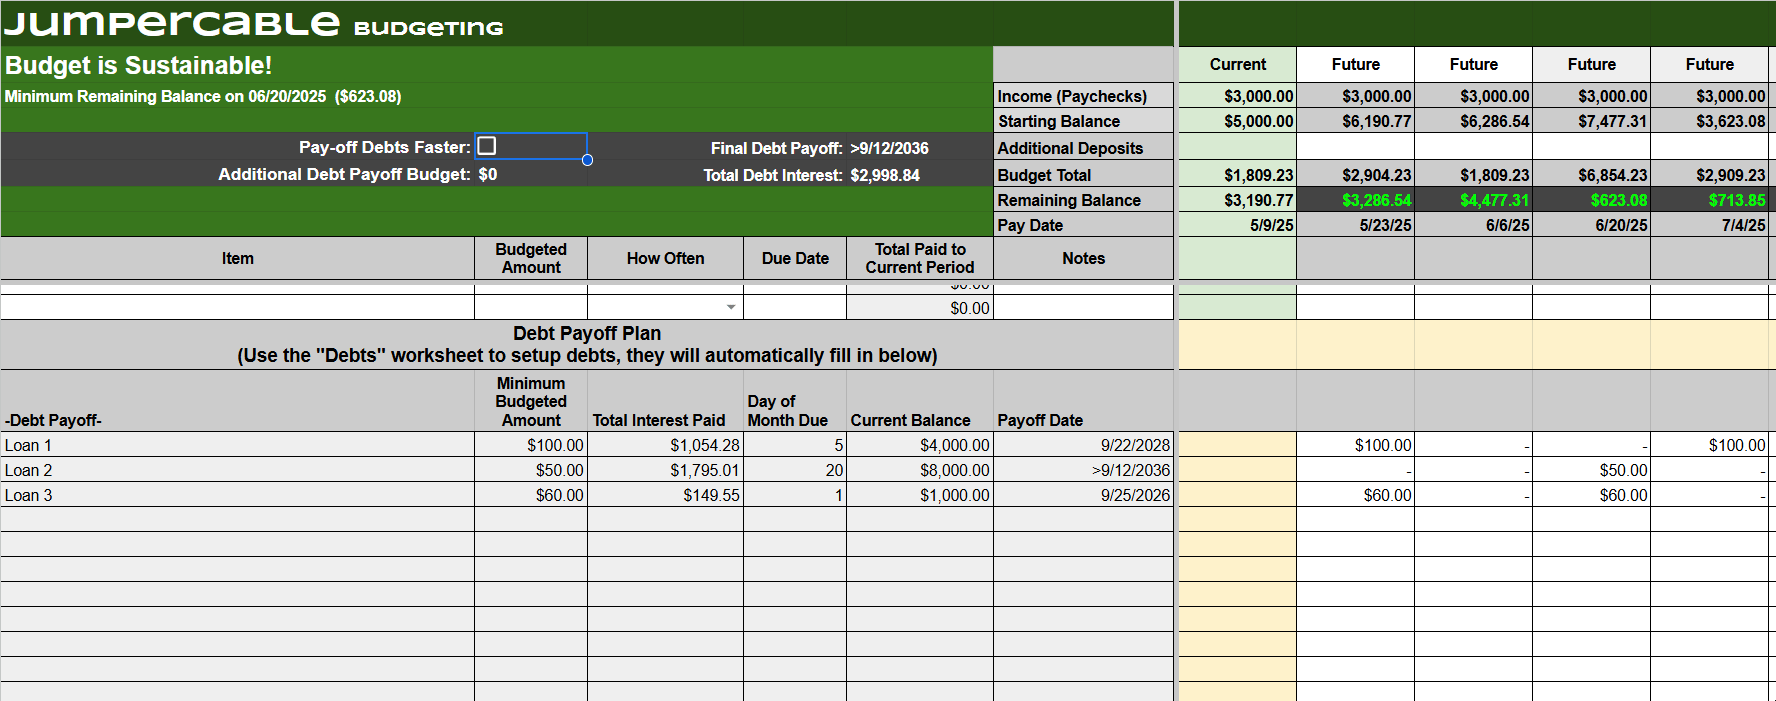 JUMPERCABLE BUDGETING
Budget is Sustainable!
Current Future Future Future Future
Minimum Remaining Balance on 06/20/2025 ($623.08)
Income (Paychecks) $3,000.00 $3,000.00 $3,000.00 $3,000.00 $3,000.00
Starting Balance $5,000.00 $6,190.77 $6,286.54 $7,477.31 $3,623.08
Pay-off Debts Faster: Final Debt Payoff: >9/12/2036 Additional Deposits
Additional Debt Payoff Budget: $0 Total Debt Interest: $2,998.84 Budget Total $1,809.23 $2,904.23 $1,809.23 $6,854.23 $2,909.23
Remaining Balance $3,190.77 $3,286.54 $4,477.31 $623.08 $713.85
Pay Date 5/9/25 5/23/25 6/6/25 6/20/25 7/4/25
Item Budgeted Amount How Often Due Date Total Paid to Current Period Notes
$0.00
$0.00
Debt Payoff Plan
(Use the "Debts" worksheet to setup debts, they will automatically fill in below)
-Debt Payoff- Minimum Budgeted Amount Total Interest Paid Day of Month Due Current Balance Payoff Date
Loan 1 $100.00 $1,054.28 5 $4,000.00 9/22/2028 $100.00 - - $100.00
Loan 2 $50.00 $1,795.01 20 $8,000.00 >9/12/2036 - - $50.00 -
Loan 3 $60.00 $149.55 1 $1,000.00 9/25/2026 $60.00 - $60.00 -